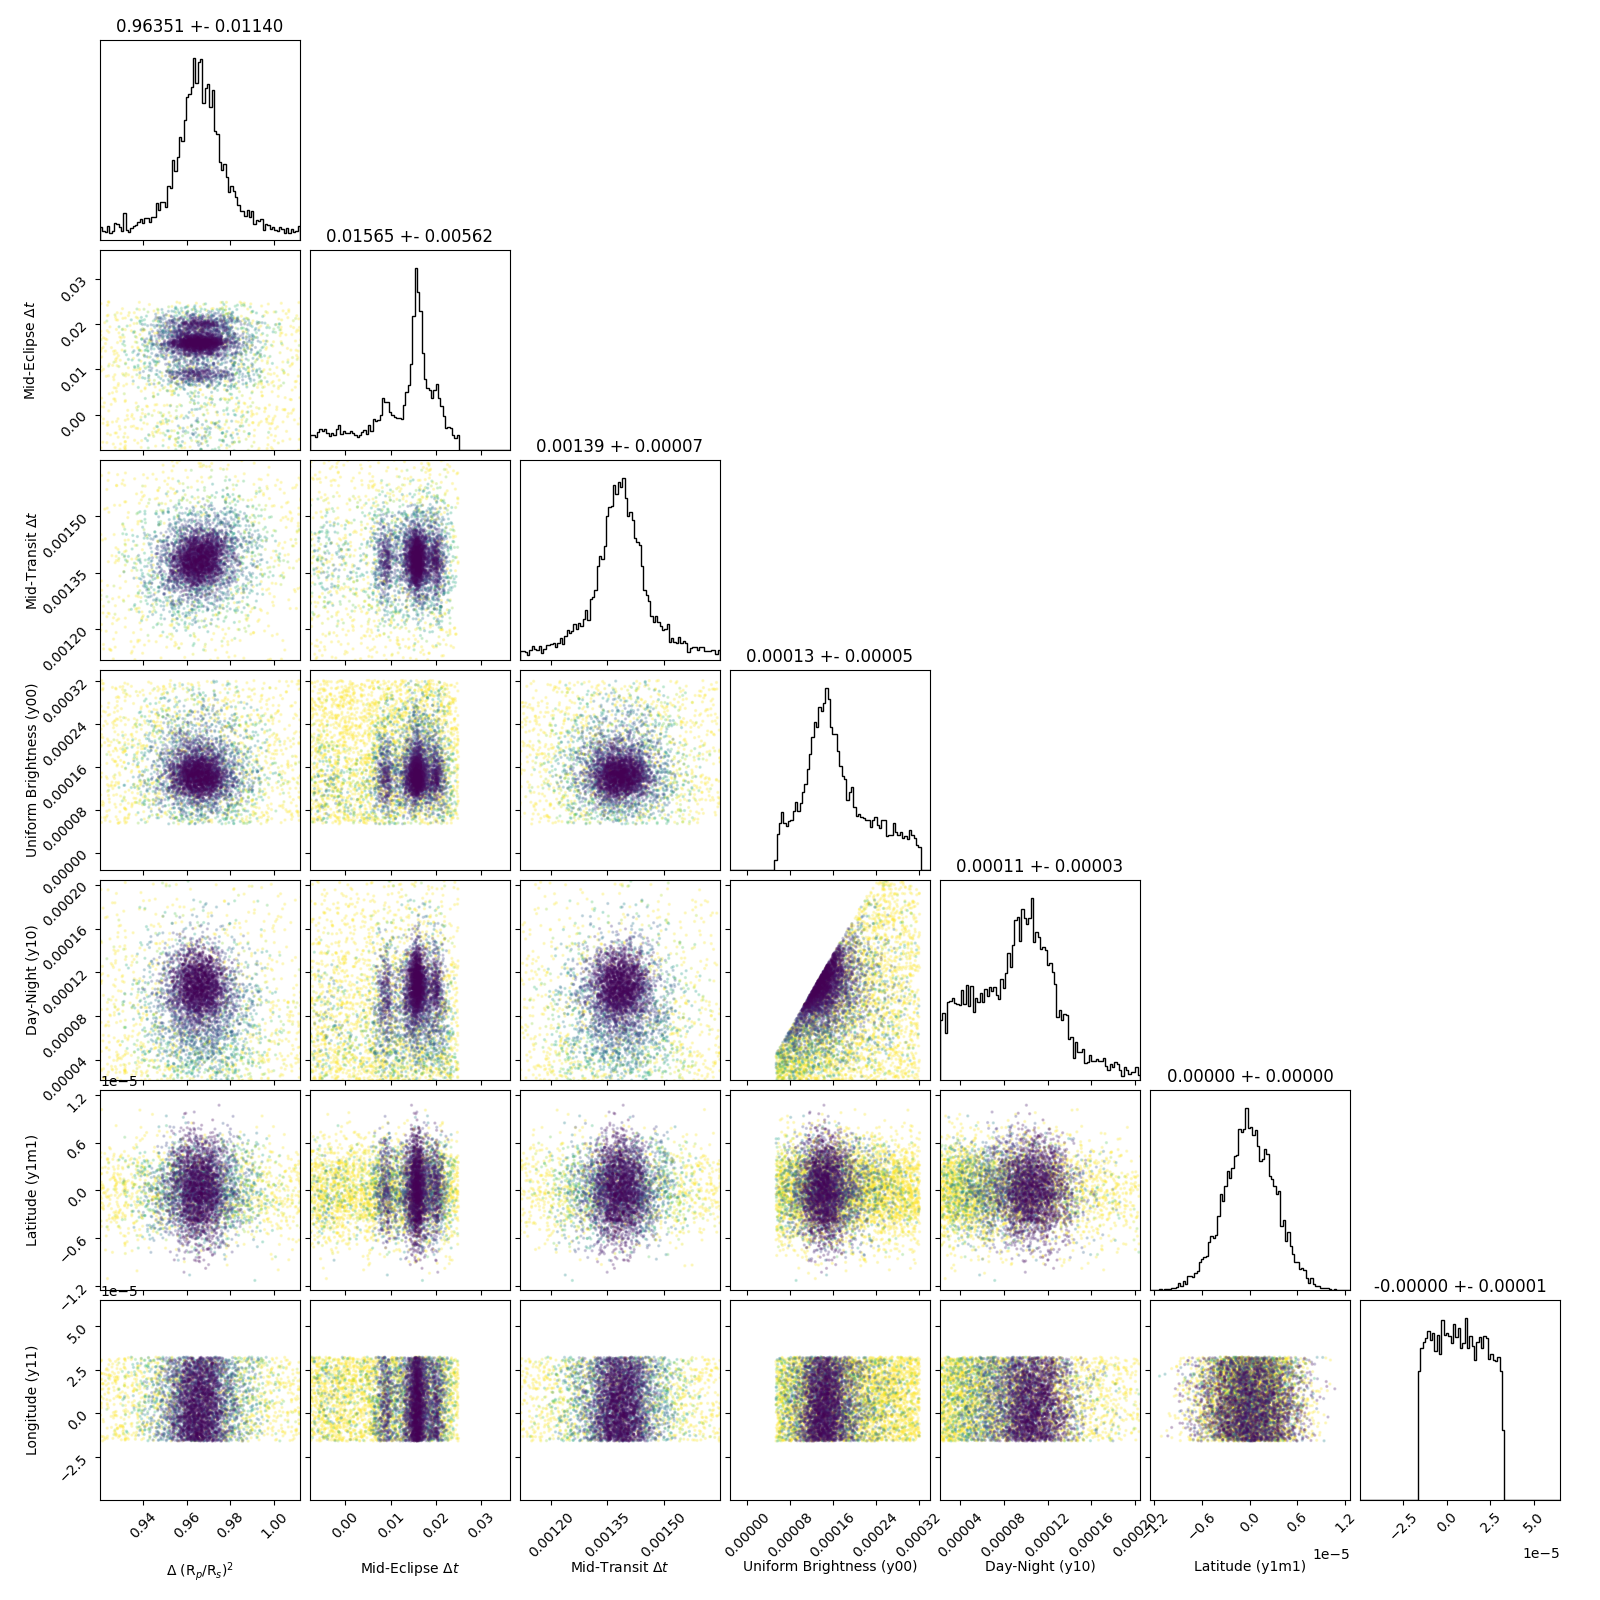 0.96351 +- 0.01140
0.01565 +- 0.00562
Mid-Eclipse Δt
0.03
0.02
0.01
0.00
0.00139 +- 0.00007
Mid-Transit Δt
0.00150
0.00135
0.00120
0.00013 +- 0.00005
Uniform Brightness (y00)
0.00032
0.00024
0.00016
0.00008
0.00000
0.00011 +- 0.00003
Day-Night (y10)
0.00020
0.00016
0.00012
0.00008
0.00004
1e−5
0.00000 +- 0.00000
Latitude (y1m1)
1.2
0.6
0.0
−0.6
−1.2
1e−5
-0.00000 +- 0.00001
Longitude (y11)
5.0
2.5
0.0
−2.5
0.94 0.96 0.98 1.00
0.00 0.01 0.02 0.03
0.00120 0.00135 0.00150
0.00000 0.00008 0.00016 0.00024 0.00032
0.00004 0.00008 0.00012 0.00016 0.00020
−1.2 −0.6 0.0 0.6 1.2
−2.5 0.0 2.5 5.0
1e−5
1e−5
Δ (Rp/Rs)2
Mid-Eclipse Δt
Mid-Transit Δt
Uniform Brightness (y00)
Day-Night (y10)
Latitude (y1m1)